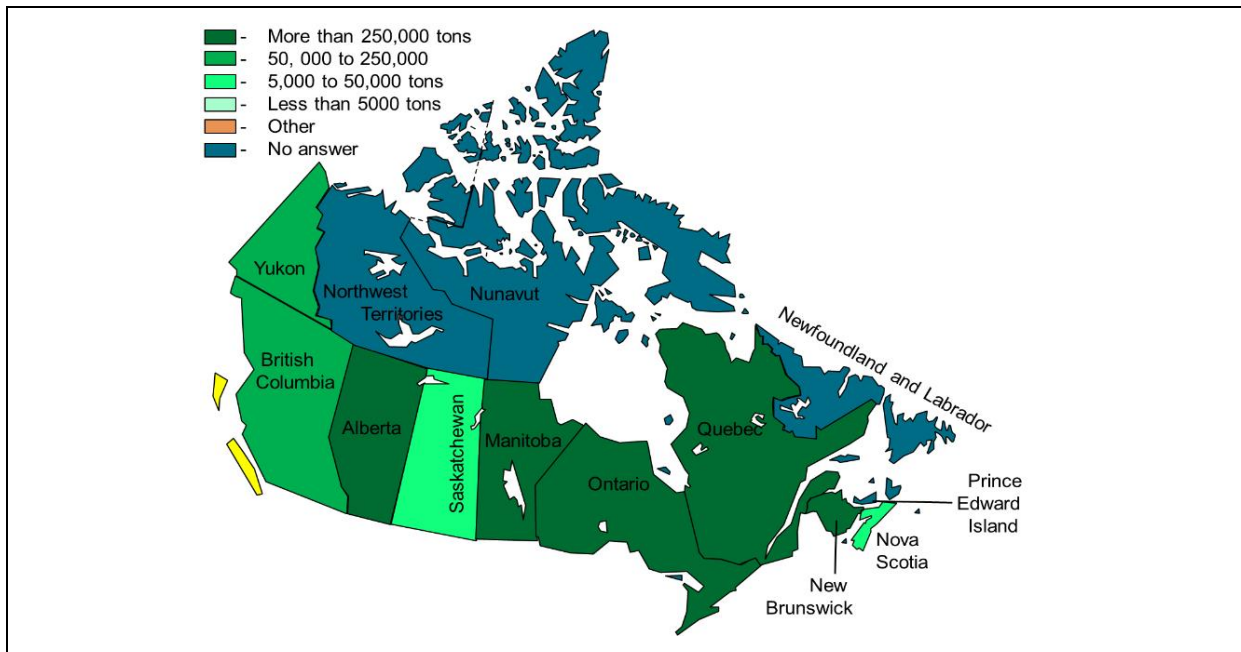 - More than 250,000 tons
- 50, 000 to 250,000
- 5,000 to 50,000 tons
- Less than 5000 tons
- Other
- No answer
Yukon
Northwest
Territories
Nunavut
British
Columbia
Alberta
Saskatchewan
Manitoba
Ontario
Quebec
Newfoundland and Labrador
Prince
Edward
Island
Nova
Scotia
New
Brunswick